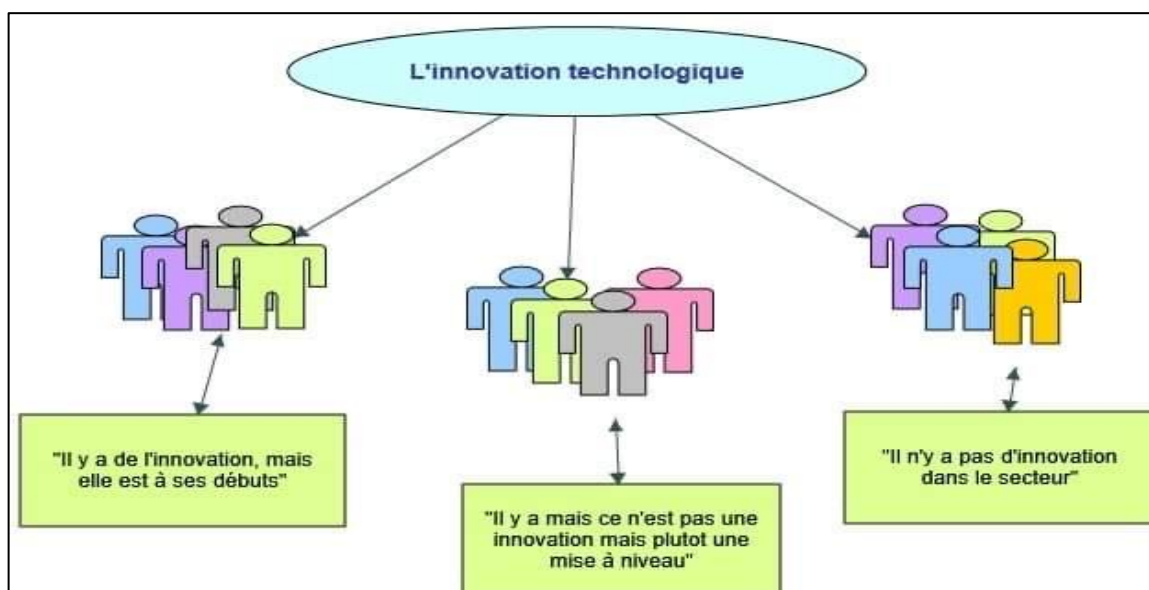 L'innovation technologique
"Il y a de l'innovation, mais
elle est à ses débuts"
"Il y a mais ce n'est pas une
innovation mais plutot une
mise à niveau"
"Il n'y a pas d'innovation
dans le secteur"